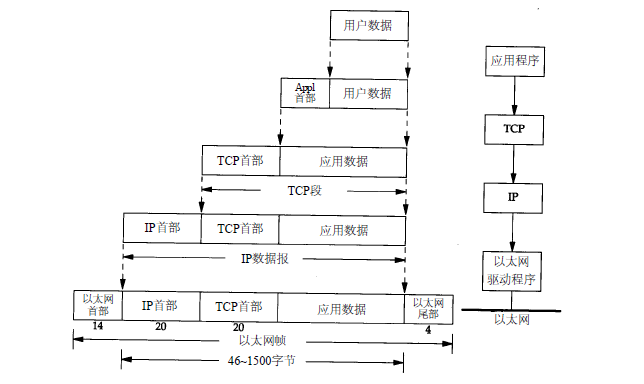 用户数据
应用程序
Appl
首部
用户数据
TCP
TCP首部
应用数据
TCP段
IP
IP首部
TCP首部
应用数据
IP数据报
以太网
驱动程序
以太网
首部
IP首部
TCP首部
应用数据
以太网
尾部
以太网
14
20
20
4
以太网帧
46~1500字节